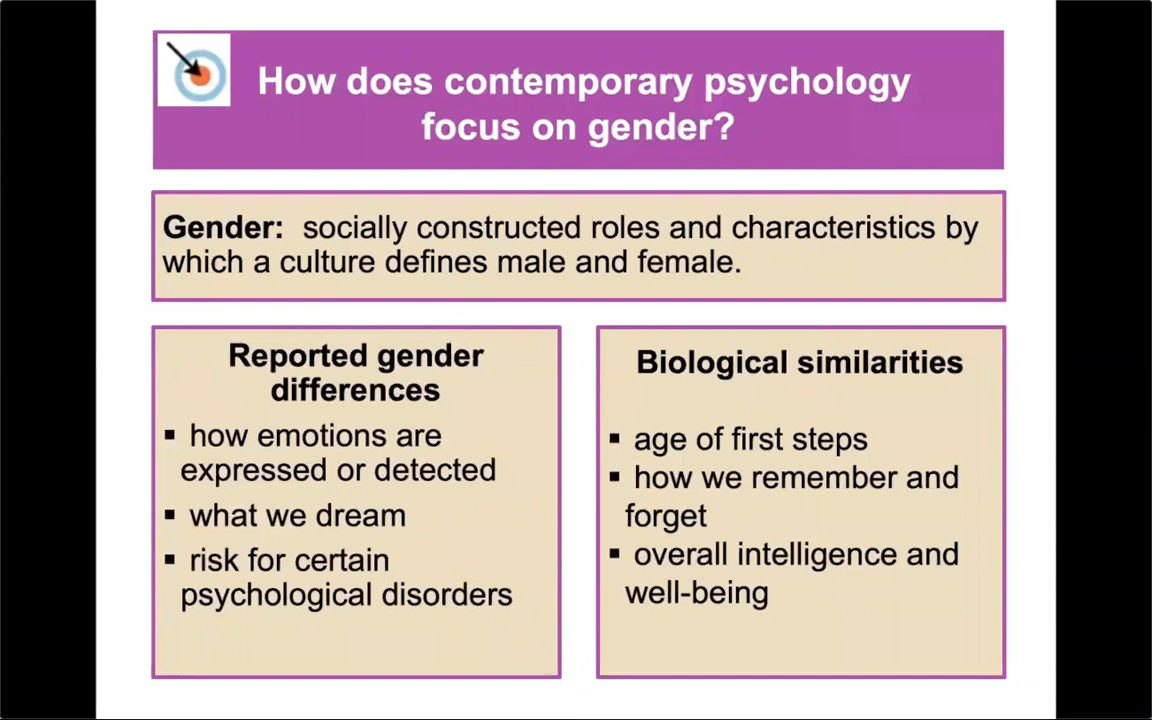 How does contemporary psychology
focus on gender?
Gender: socially constructed roles and characteristics by
which a culture defines male and female.
Reported gender
differences
▪ how emotions are
expressed or detected
▪ what we dream
▪ risk for certain
psychological disorders
Biological similarities
▪ age of first steps
▪ how we remember and
forget
▪ overall intelligence and
well-being